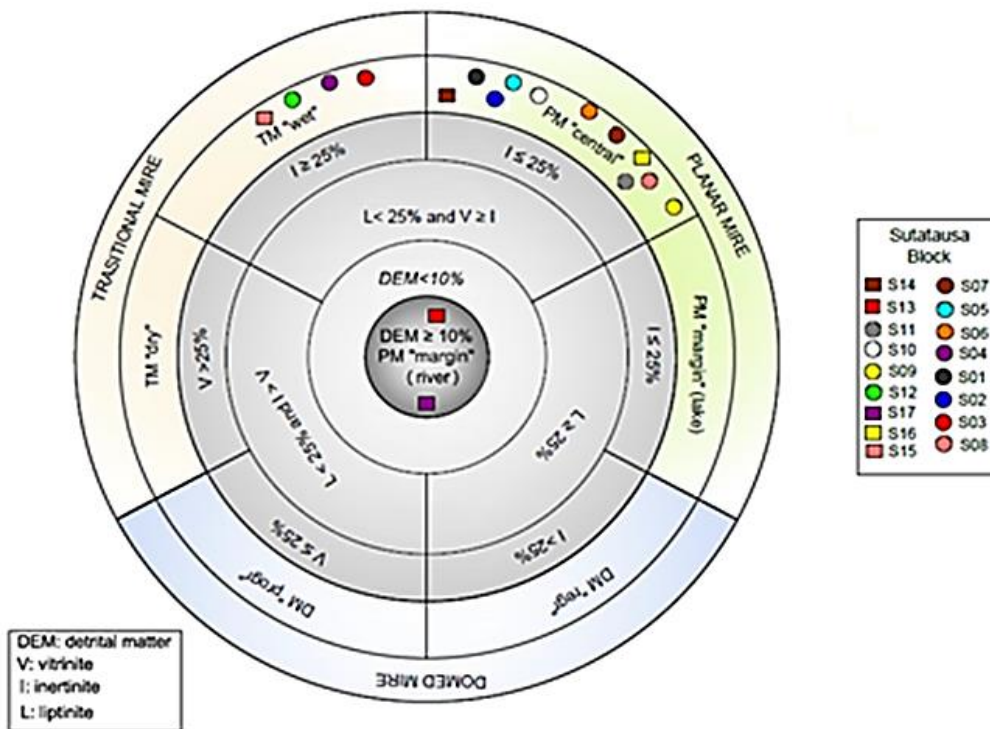 TRASITIONAL MIRE
PLANAR MIRE
DOMED MIRE
TM "wet"
PM "central"
TM "dry"
PM "margin" (lake)
DM "progr"
DM "regr"
I ≥ 25%
I ≤ 25%
V >25%
I ≤ 25%
V ≤ 25%
I >25%
L< 25% and V ≥ I
L < 25% and I > V
L ≥ 25%
DEM<10%
DEM ≥ 10%
PM "margin"
( river)
Sutatausa
Block
S14 S07
S13 S05
S11 S06
S10 S04
S09 S01
S12 S02
S17 S03
S16 S08
S15
DEM: detrital matter
V: vitrinite
I: inertinite
L: liptinite